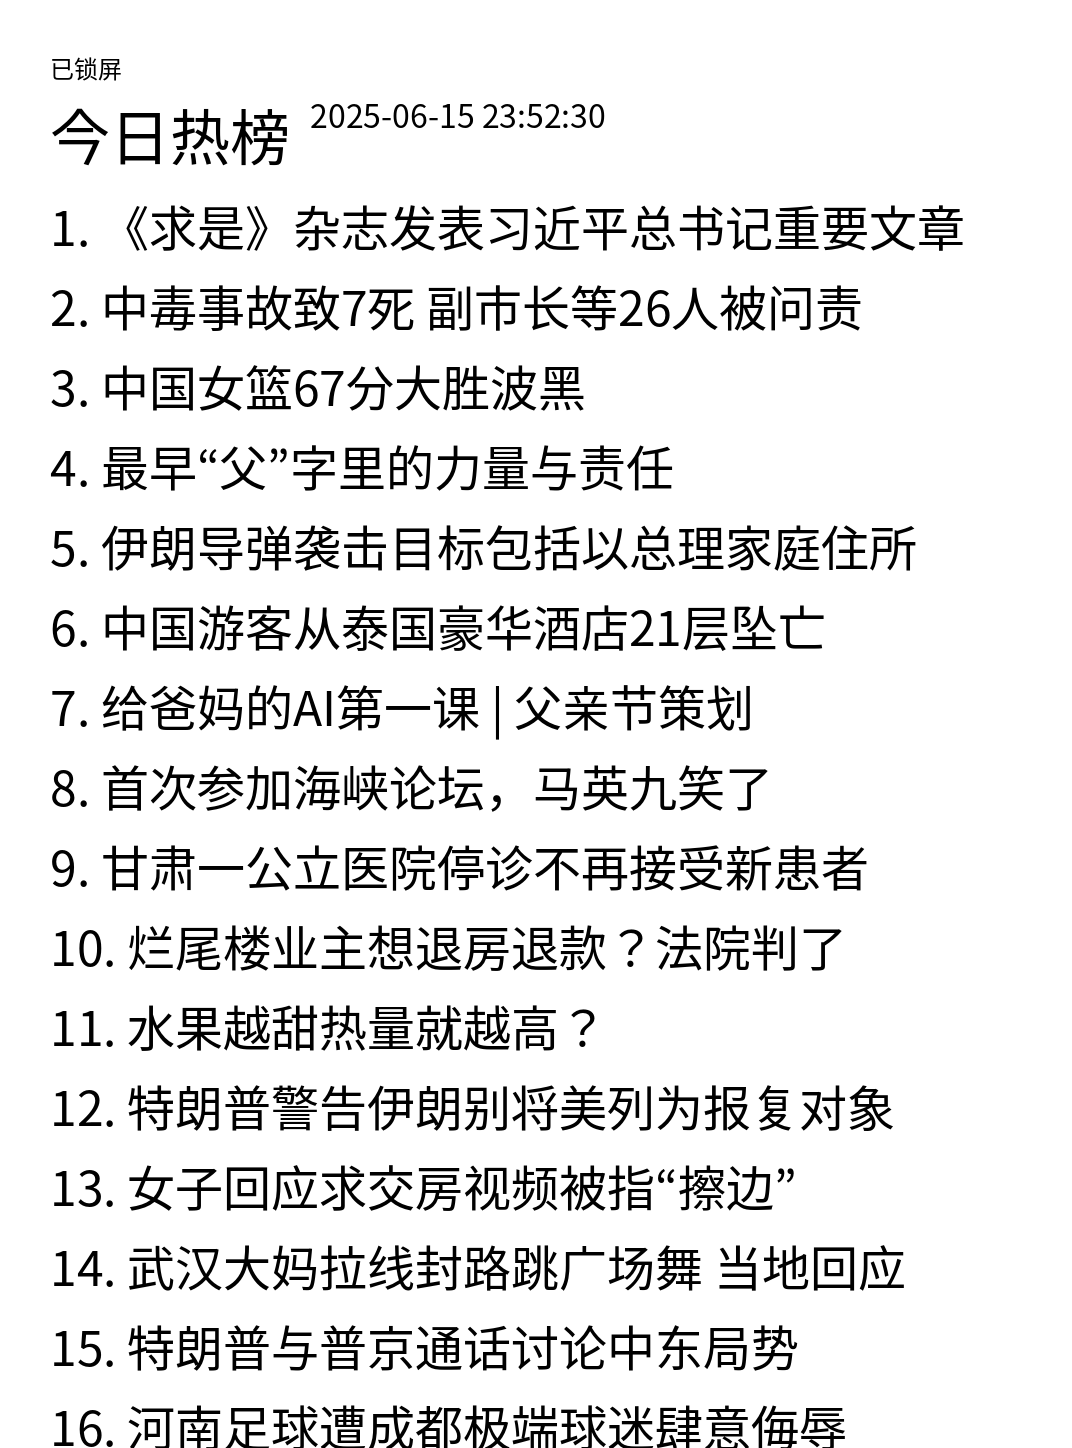 已锁屏
今日热榜 2025-06-15 23:52:30
1. 《求是》杂志发表习近平总书记重要文章
2. 中毒事故致7死 副市长等26人被问责
3. 中国女篮67分大胜波黑
4. 最早“父”字里的力量与责任
5. 伊朗导弹袭击目标包括以总理家庭住所
6. 中国游客从泰国豪华酒店21层坠亡
7. 给爸妈的AI第一课 | 父亲节策划
8. 首次参加海峡论坛，马英九笑了
9. 甘肃一公立医院停诊不再接受新患者
10. 烂尾楼业主想退房退款？法院判了
11. 水果越甜热量就越高？
12. 特朗普警告伊朗别将美列为报复对象
13. 女子回应求交房视频被指“擦边”
14. 武汉大妈拉线封路跳广场舞 当地回应
15. 特朗普与普京通话讨论中东局势
16. 河南足球遭成都极端球迷肆意侮辱